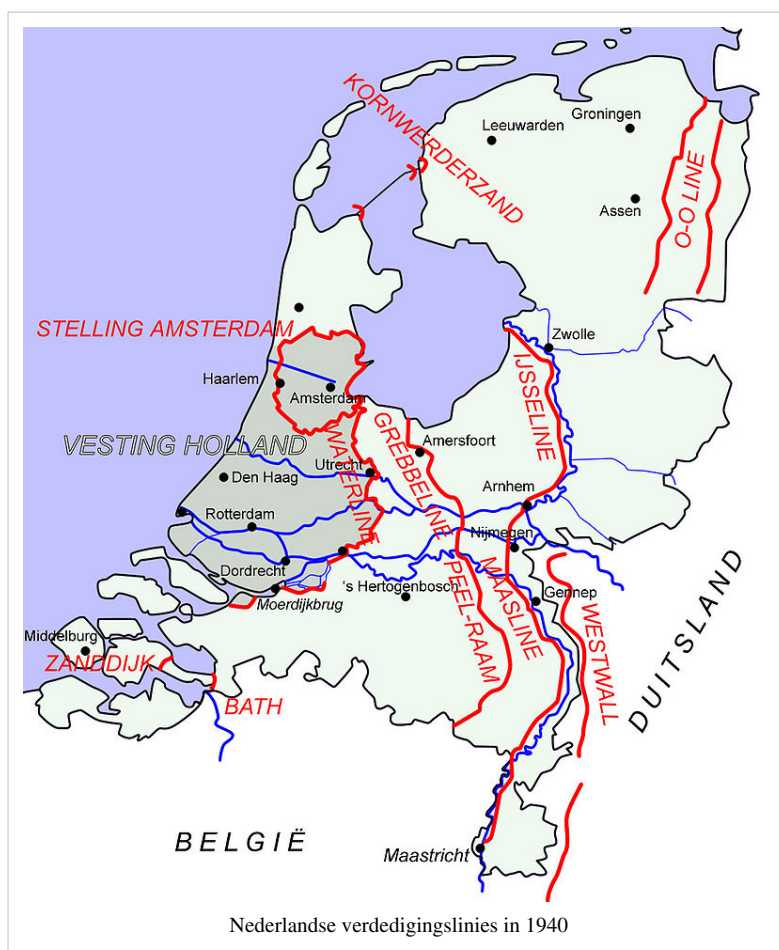 KORNWERDERZAND
Groningen
Leeuwarden
Assen
O-O LINE
STELLING AMSTERDAM
Zwolle
IJSSELINE
Haarlem
Amsterdam
VESTING HOLLAND
WATERLINE
GREBBELINE
Amersfoort
Utrecht
Den Haag
Arnhem
Rotterdam
Nijmegen
Dordrecht
PEEL-RAAM
MAASLINE
's Hertogenbosch
Gennep
Moerdijkbrug
WESTWALL
DUITSLAND
Middelburg
ZANDDIJK
BATH
BELGIË
Maastricht
Nederlandse verdedigingslinies in 1940